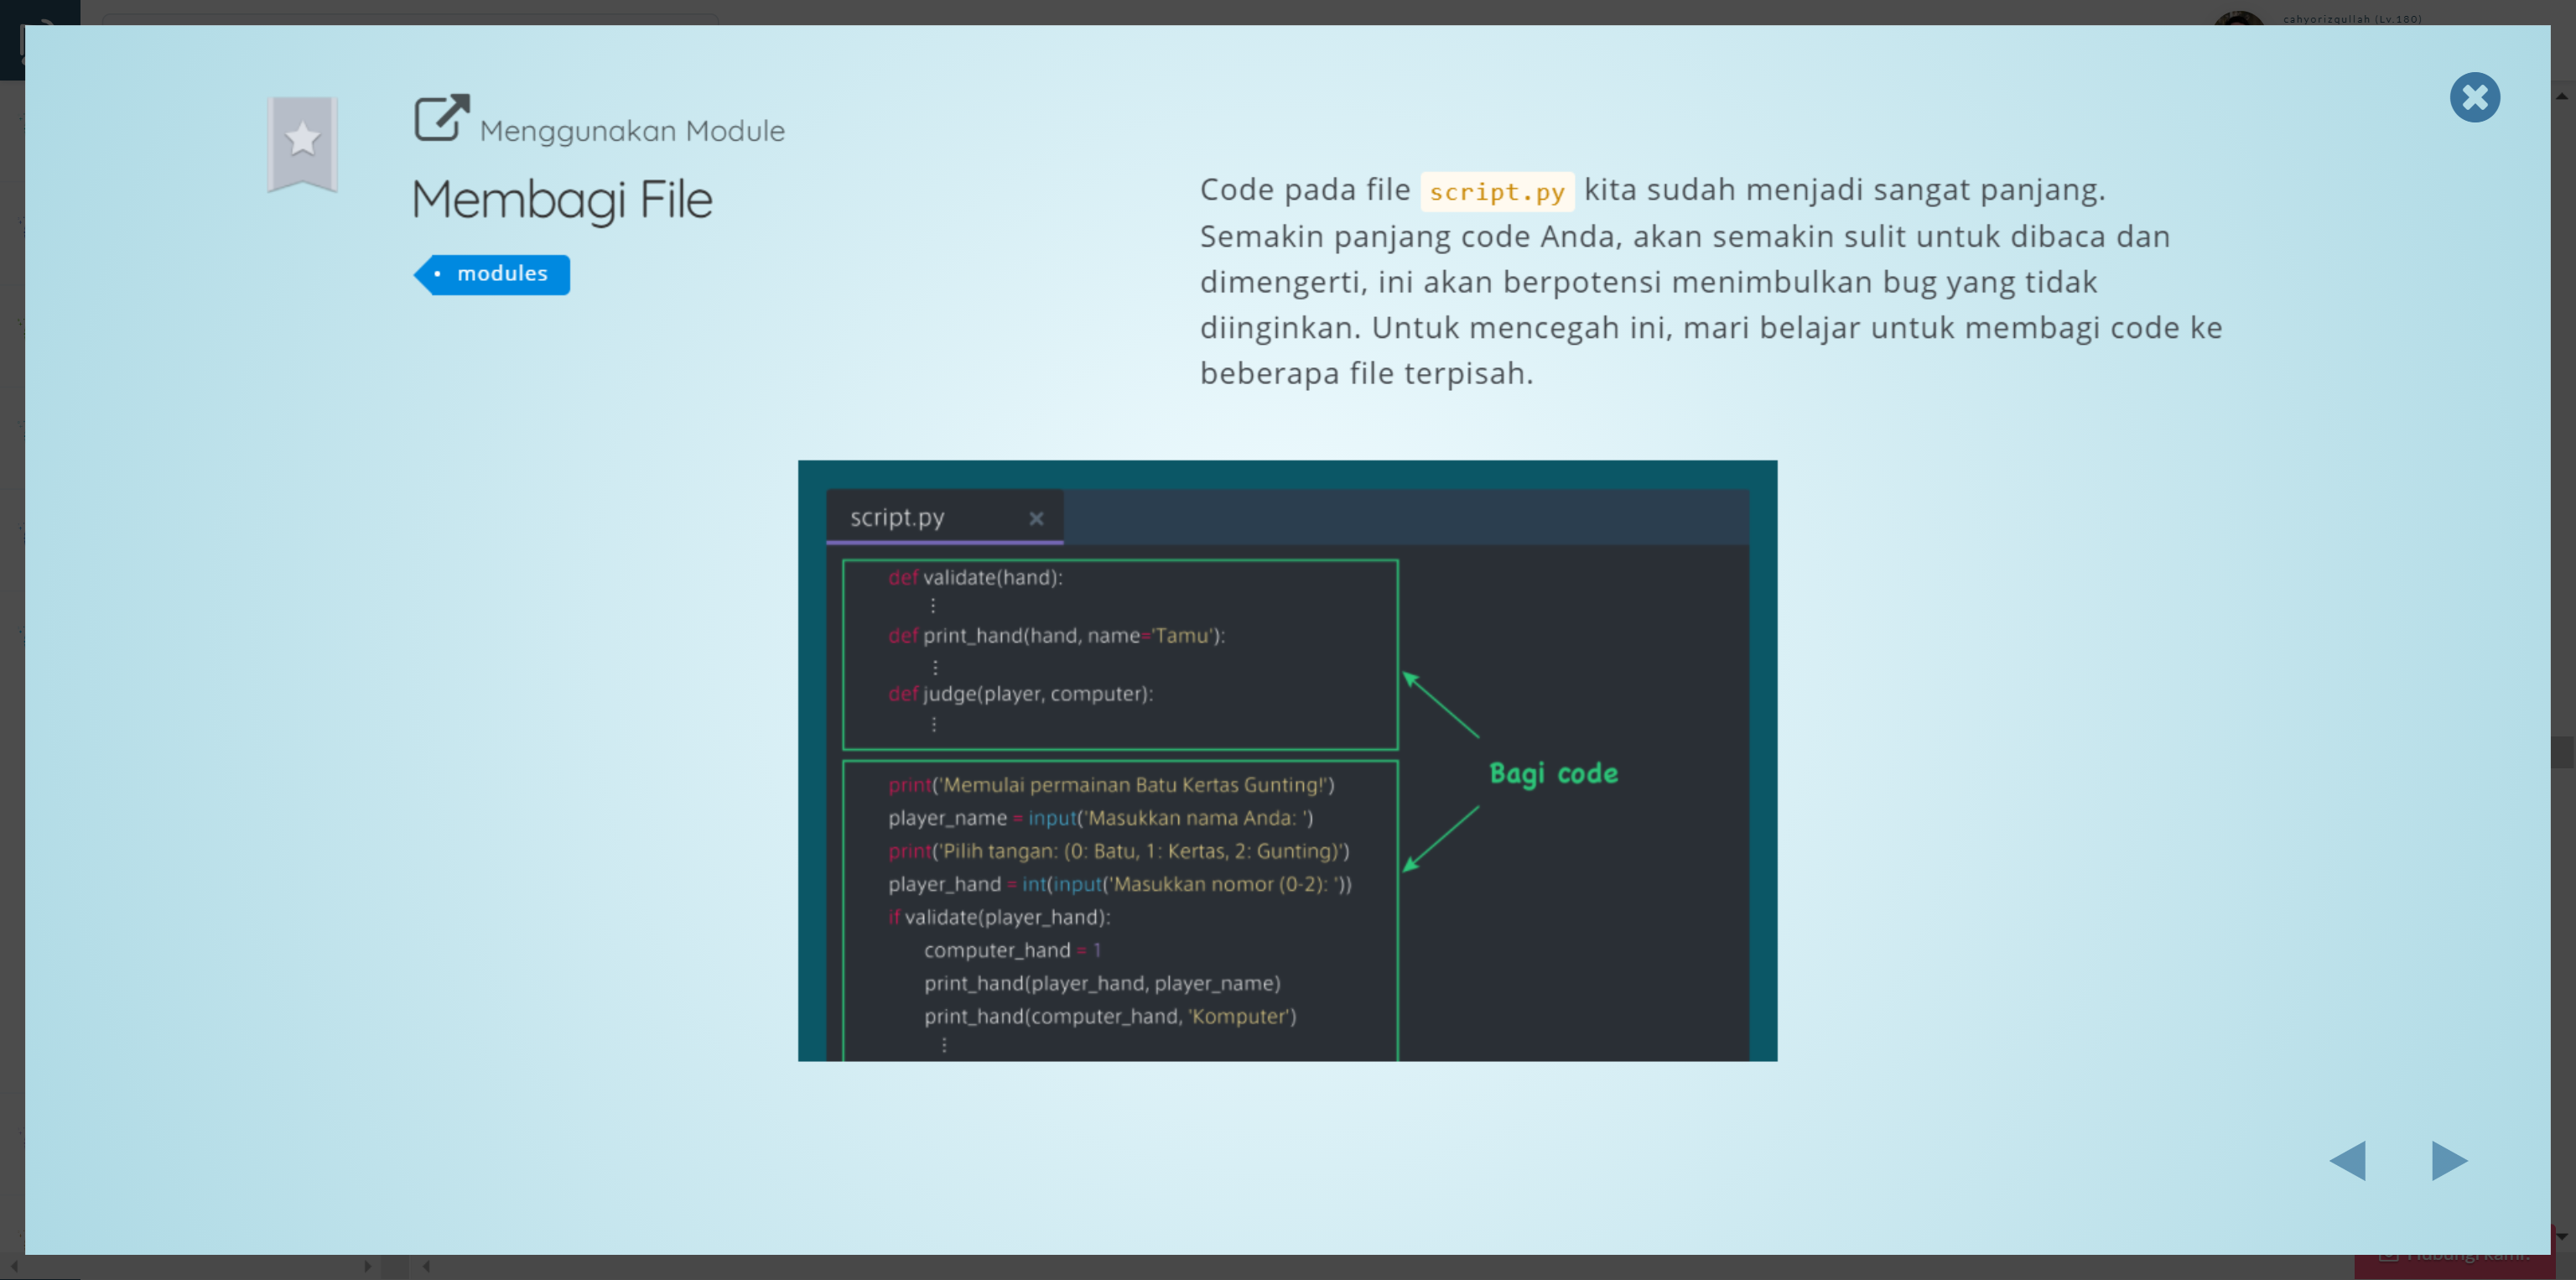 cahyorizqullah (Lv.180)
Menggunakan Module
Membagi File
modules
Code pada file script.py kita sudah menjadi sangat panjang.
Semakin panjang code Anda, akan semakin sulit untuk dibaca dan
dimengerti, ini akan berpotensi menimbulkan bug yang tidak
diinginkan. Untuk mencegah ini, mari belajar untuk membagi code ke
beberapa file terpisah.
script.py
def validate(hand):
⋮
def print_hand(hand, name='Tamu'):
⋮
def judge(player, computer):
⋮
print('Memulai permainan Batu Kertas Gunting!')
player_name = input('Masukkan nama Anda: ')
print('Pilih tangan: (0: Batu, 1: Kertas, 2: Gunting)')
player_hand = int(input('Masukkan nomor (0-2): '))
if validate(player_hand):
computer_hand = 1
print_hand(player_hand, player_name)
print_hand(computer_hand, 'Komputer')
⋮
Bagi code
Hubungi kami!